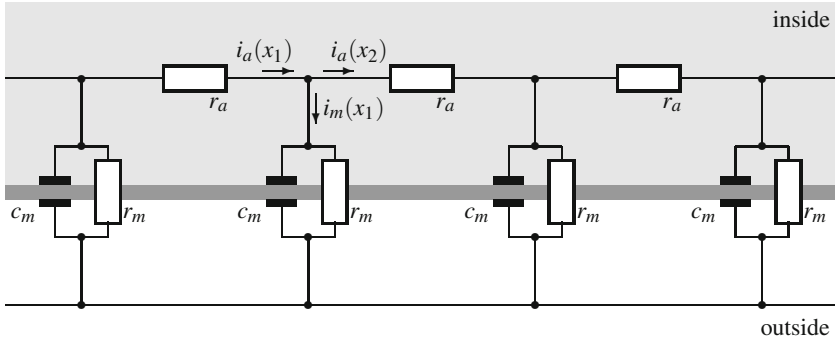 inside
i_a(x_1) i_a(x_2)
r_a r_a r_a
i_m(x_1)
c_m r_m c_m r_m c_m r_m c_m r_m
outside